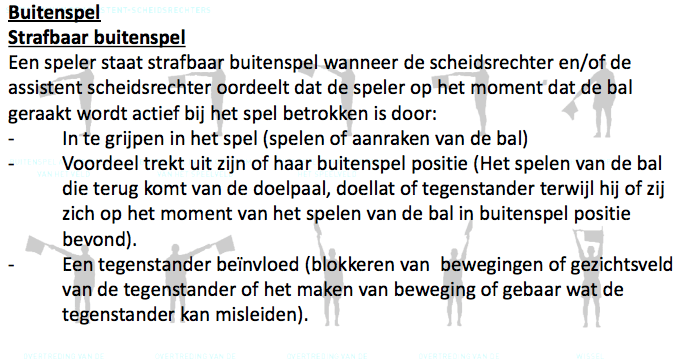 Buitenspel
TENT-SCHEIDSRECHTERS
Strafbaar buitenspel
Een speler staat strafbaar buitenspel wanneer de scheidsrechter en/of de
assistent scheidsrechter oordeelt dat de speler op het moment dat de bal
geraakt wordt actief bij het spel betrokken is door:
- In te grijpen in het spel (spelen of aanraken van de bal)
- Voordeel trekt uit zijn of haar buitenspel positie (Het spelen van de bal
die terug komt van de doelpaal, doellat of tegenstander terwijl hij of zij
zich op het moment van het spelen van de bal in buitenspel positie
bevond).
- Een tegenstander beïnvloed (blokkeren van bewegingen of gezichtsveld
van de tegenstander of het maken van beweging of gebaar wat de
tegenstander kan misleiden).